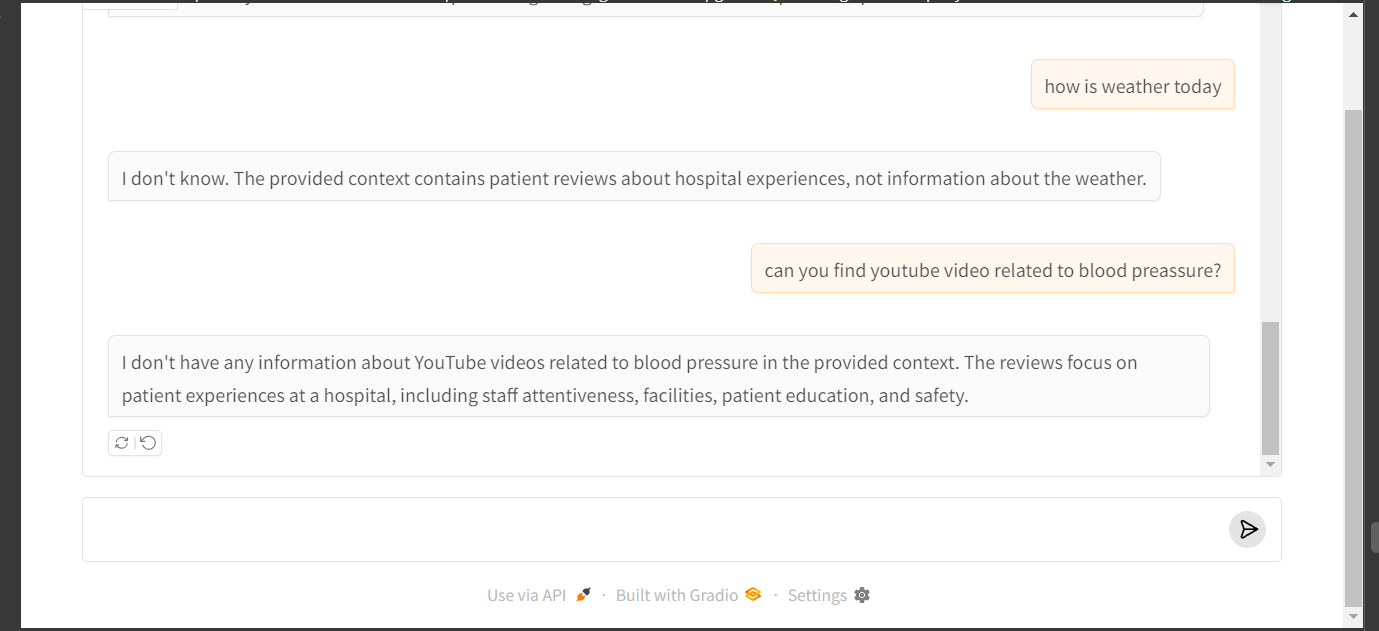 how is weather today
I don't know. The provided context contains patient reviews about hospital experiences, not information about the weather.
can you find youtube video related to blood preassure?
I don't have any information about YouTube videos related to blood pressure in the provided context. The reviews focus on
patient experiences at a hospital, including staff attentiveness, facilities, patient education, and safety.
Use via API · Built with Gradio · Settings